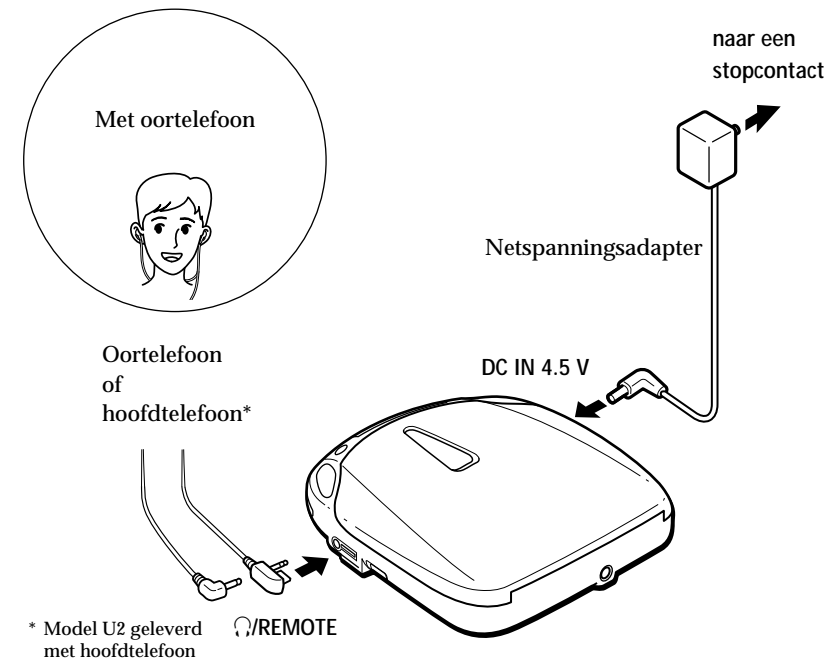 naar een
stopcontact
Met oortelefoon
Netspanningsadapter
Oortelefoon
of
hoofdtelefoon*
DC IN 4.5 V
* Model U2 geleverd
met hoofdtelefoon
🎧/REMOTE